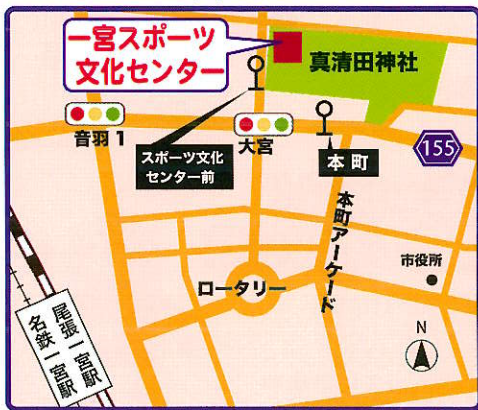 一宮スポーツ
文化センター
真清田神社
音羽1
大宮
スポーツ文化
センター前
本町
155
本町アーケード
市役所
ロータリー
N
尾張一宮駅
名鉄一宮駅